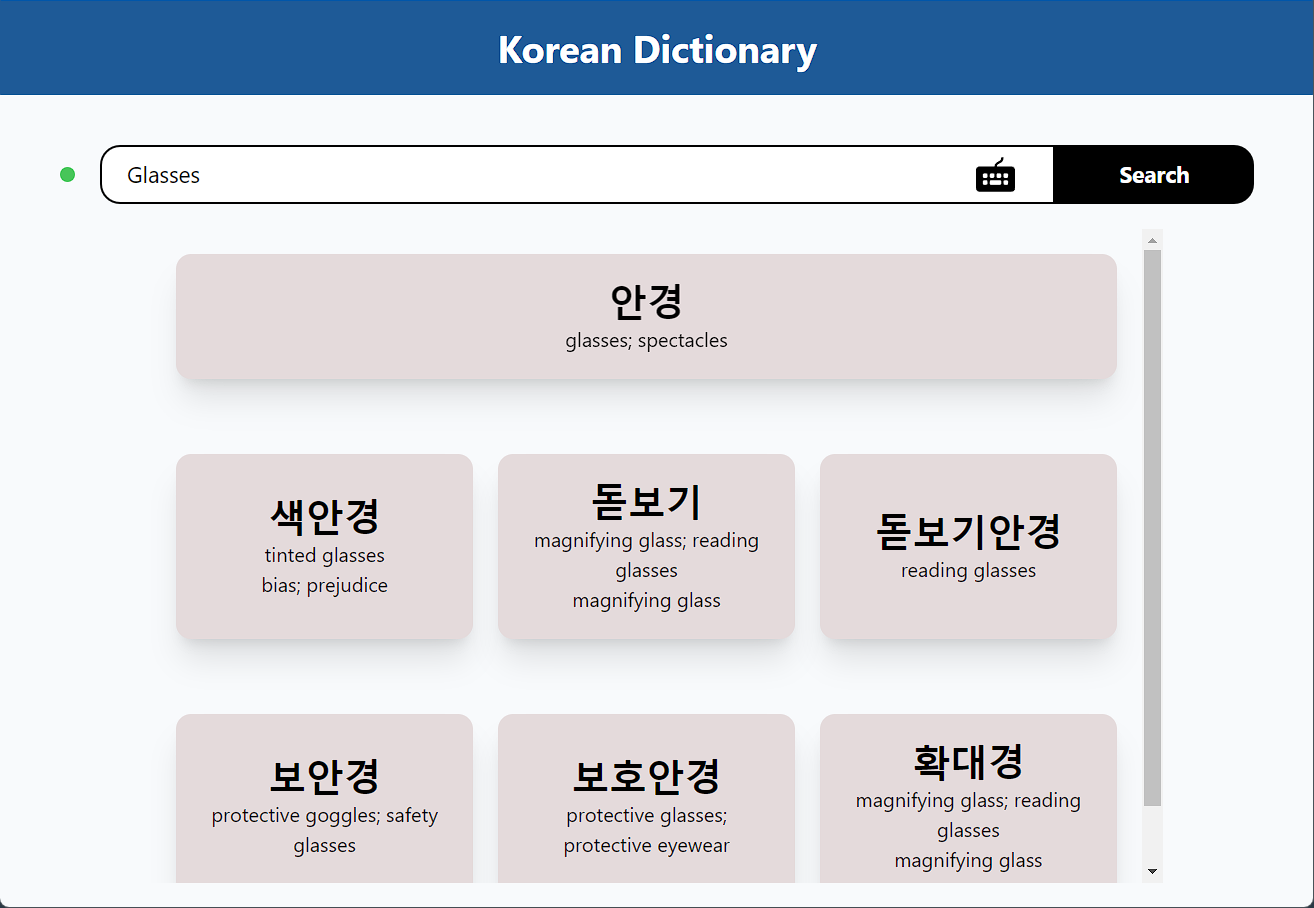 Korean Dictionary
Glasses
Search
안경
glasses; spectacles
색안경
tinted glasses
bias; prejudice
돋보기
magnifying glass; reading
glasses
magnifying glass
돋보기안경
reading glasses
보안경
protective goggles; safety
glasses
보호안경
protective glasses;
protective eyewear
확대경
magnifying glass; reading
glasses
magnifying glass